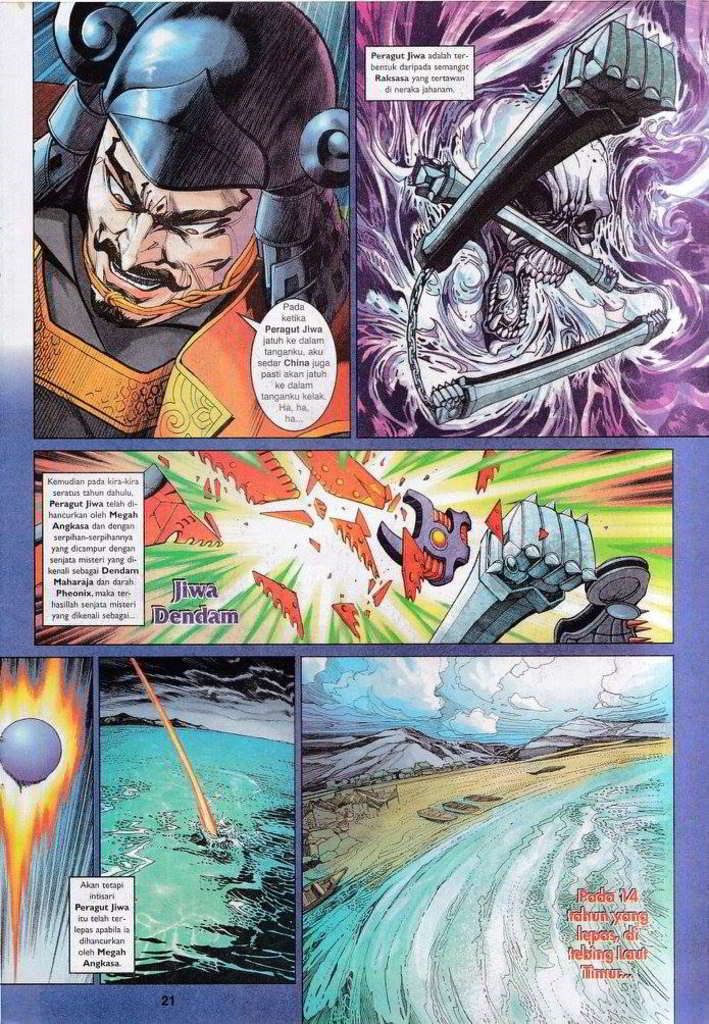 Pada
ketika
Peragut Jiwa
jatuh ke dalam
tanganku, aku
sedar China juga
pasti akan jatuh
ke dalam
tanganku kelak.
Ha, ha,
ha...
Peragut Jiwa adalah ter-
bentuk daripada semangat
Raksasa yang tertawan
di neraka jahanam.
Kemudian pada kira-kira
seratus tahun dahulu,
Peragut Jiwa telah di-
hancurkan oleh Megah
Angkasa dan dengan
serpihan-serpihannya
yang dicampur dengan
senjata misteri yang di-
kenali sebagai Dendam
Maharaja dan darah
Pheonix, maka ter-
hasillah senjata misteri
yang dikenali sebagai...
Jiwa
Dendam
Akan tetapi
intisari
Peragut Jiwa
itu telah ter-
lepas apabila ia
dihancurkan
oleh Megah
Angkasa.
Pada 14
tahun yang
lepas, di
tebing Laut
Timur...
21